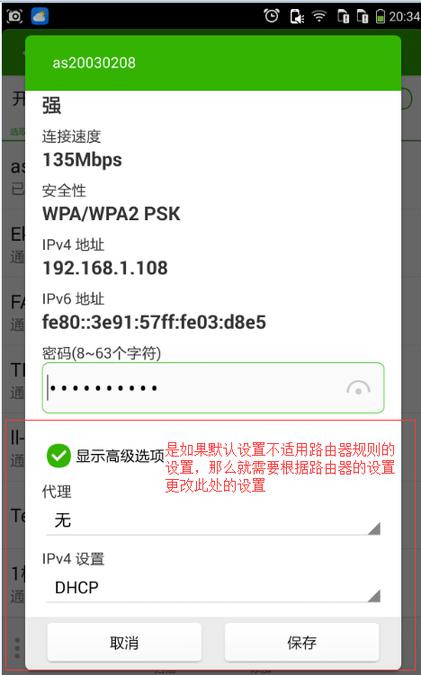 20:34
as20030208
强
连接速度
135Mbps
安全性
WPA/WPA2 PSK
IPv4 地址
192.168.1.108
IPv6 地址
fe80::3e91:57ff:fe03:d8e5
密码(8~63个字符)
显示高级选项
是如果默认设置不适用路由器规则的
设置，那么就需要根据路由器的设置
更改此处的设置
代理
无
IPv4 设置
DHCP
取消
保存